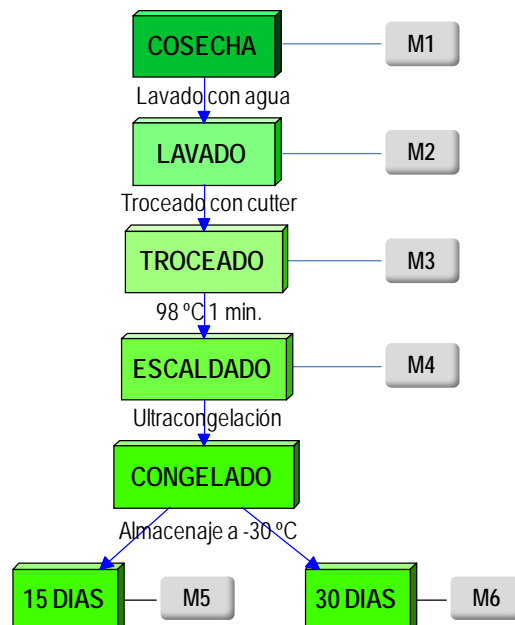 COSECHA M1
Lavado con agua
LAVADO M2
Troceado con cutter
TROCEADO M3
98 ºC 1 min.
ESCALDADO M4
Ultracongelación
CONGELADO
Almacenaje a -30 ºC
15 DIAS M5 30 DIAS M6